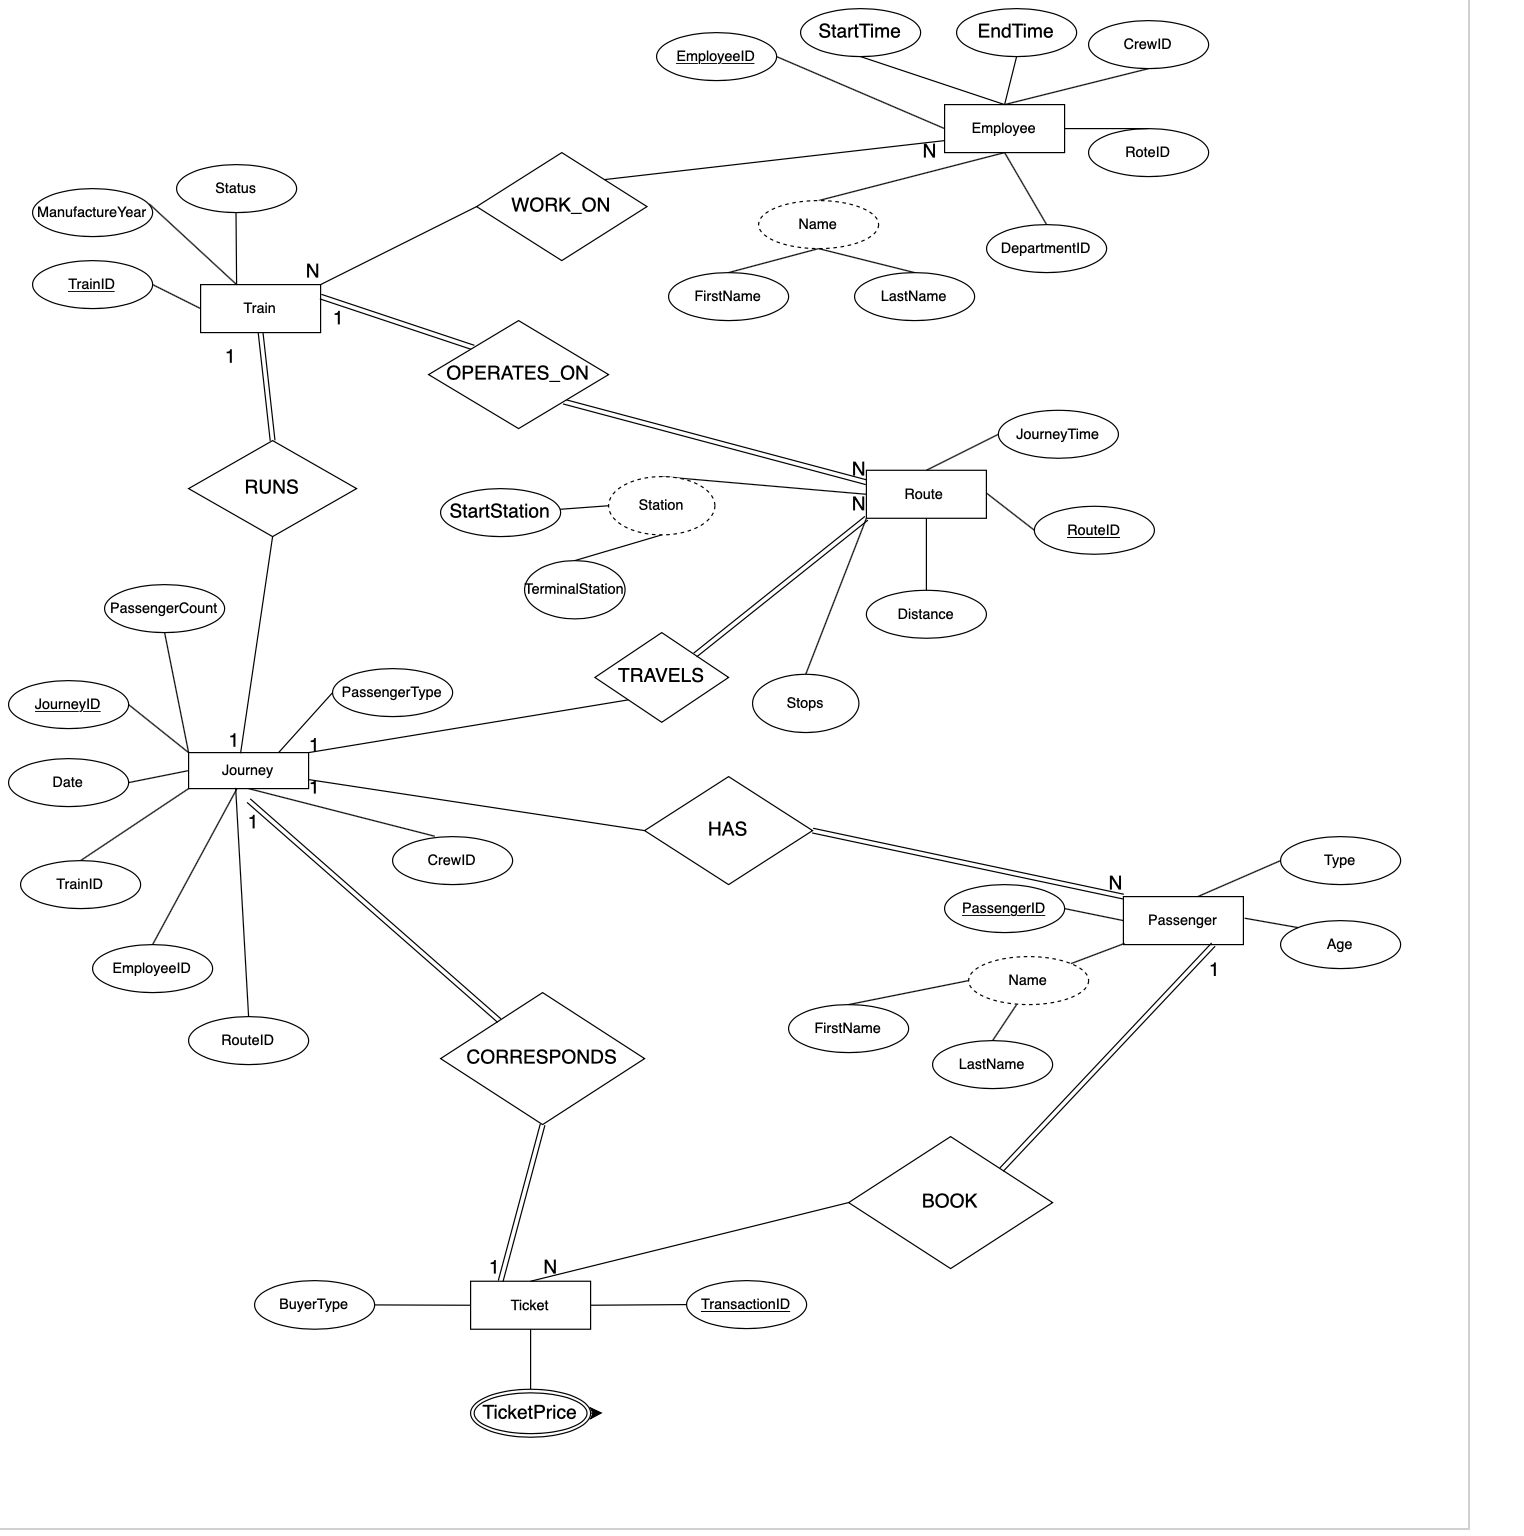 StartTime
EndTime
CrewID
EmployeeID
Employee
RoteID
N
WORK_ON
Status
ManufactureYear
Name
DepartmentID
N
TrainID
FirstName
LastName
Train
1
1
OPERATES_ON
JourneyTime
N
RUNS
Route
N
Station
StartStation
RouteID
TerminalStation
PassengerCount
Distance
TRAVELS
PassengerType
JourneyID
Stops
1
1
Journey
Date
1
1
HAS
CrewID
Type
TrainID
N
PassengerID
Passenger
Age
EmployeeID
1
Name
FirstName
RouteID
CORRESPONDS
LastName
BOOK
1
N
BuyerType
Ticket
TransactionID
TicketPrice